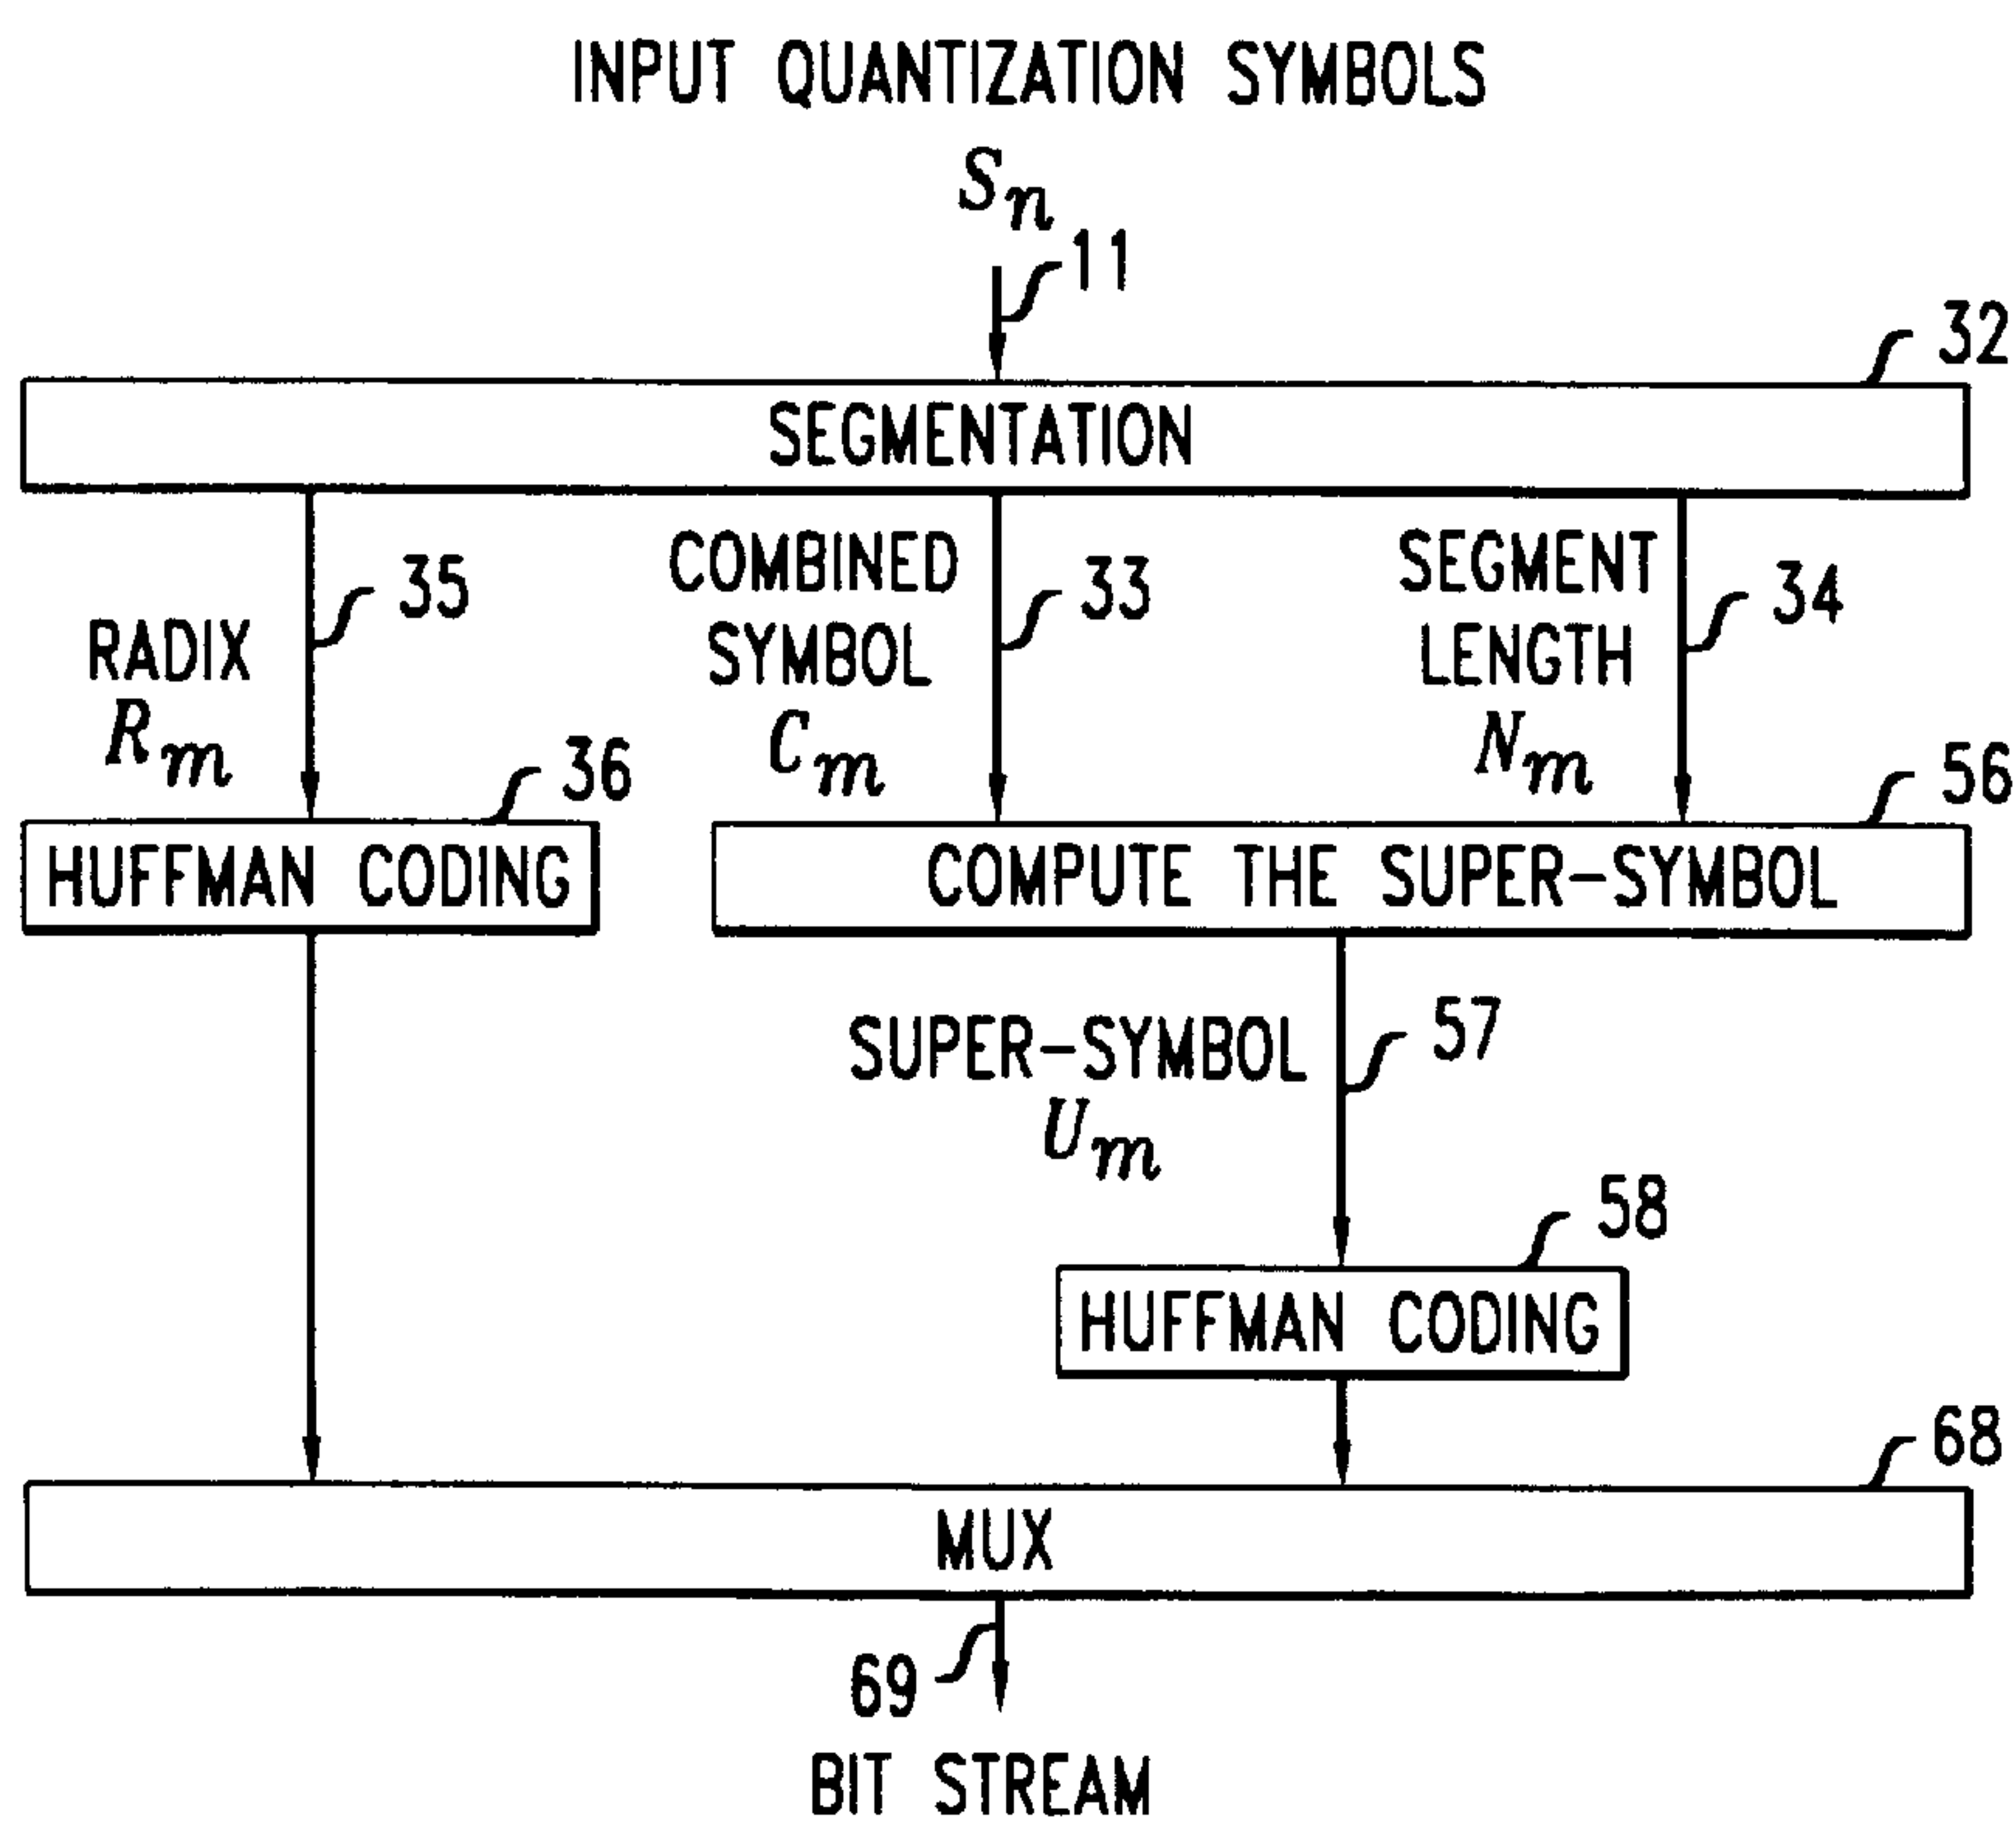 INPUT QUANTIZATION SYMBOLS
Sn
11
32
SEGMENTATION
35
COMBINED
SYMBOL
Cm
33
SEGMENT
LENGTH
Nm
34
RADIX
Rm
36
56
HUFFMAN CODING
COMPUTE THE SUPER-SYMBOL
SUPER-SYMBOL
Um
57
58
HUFFMAN CODING
68
MUX
69
BIT STREAM